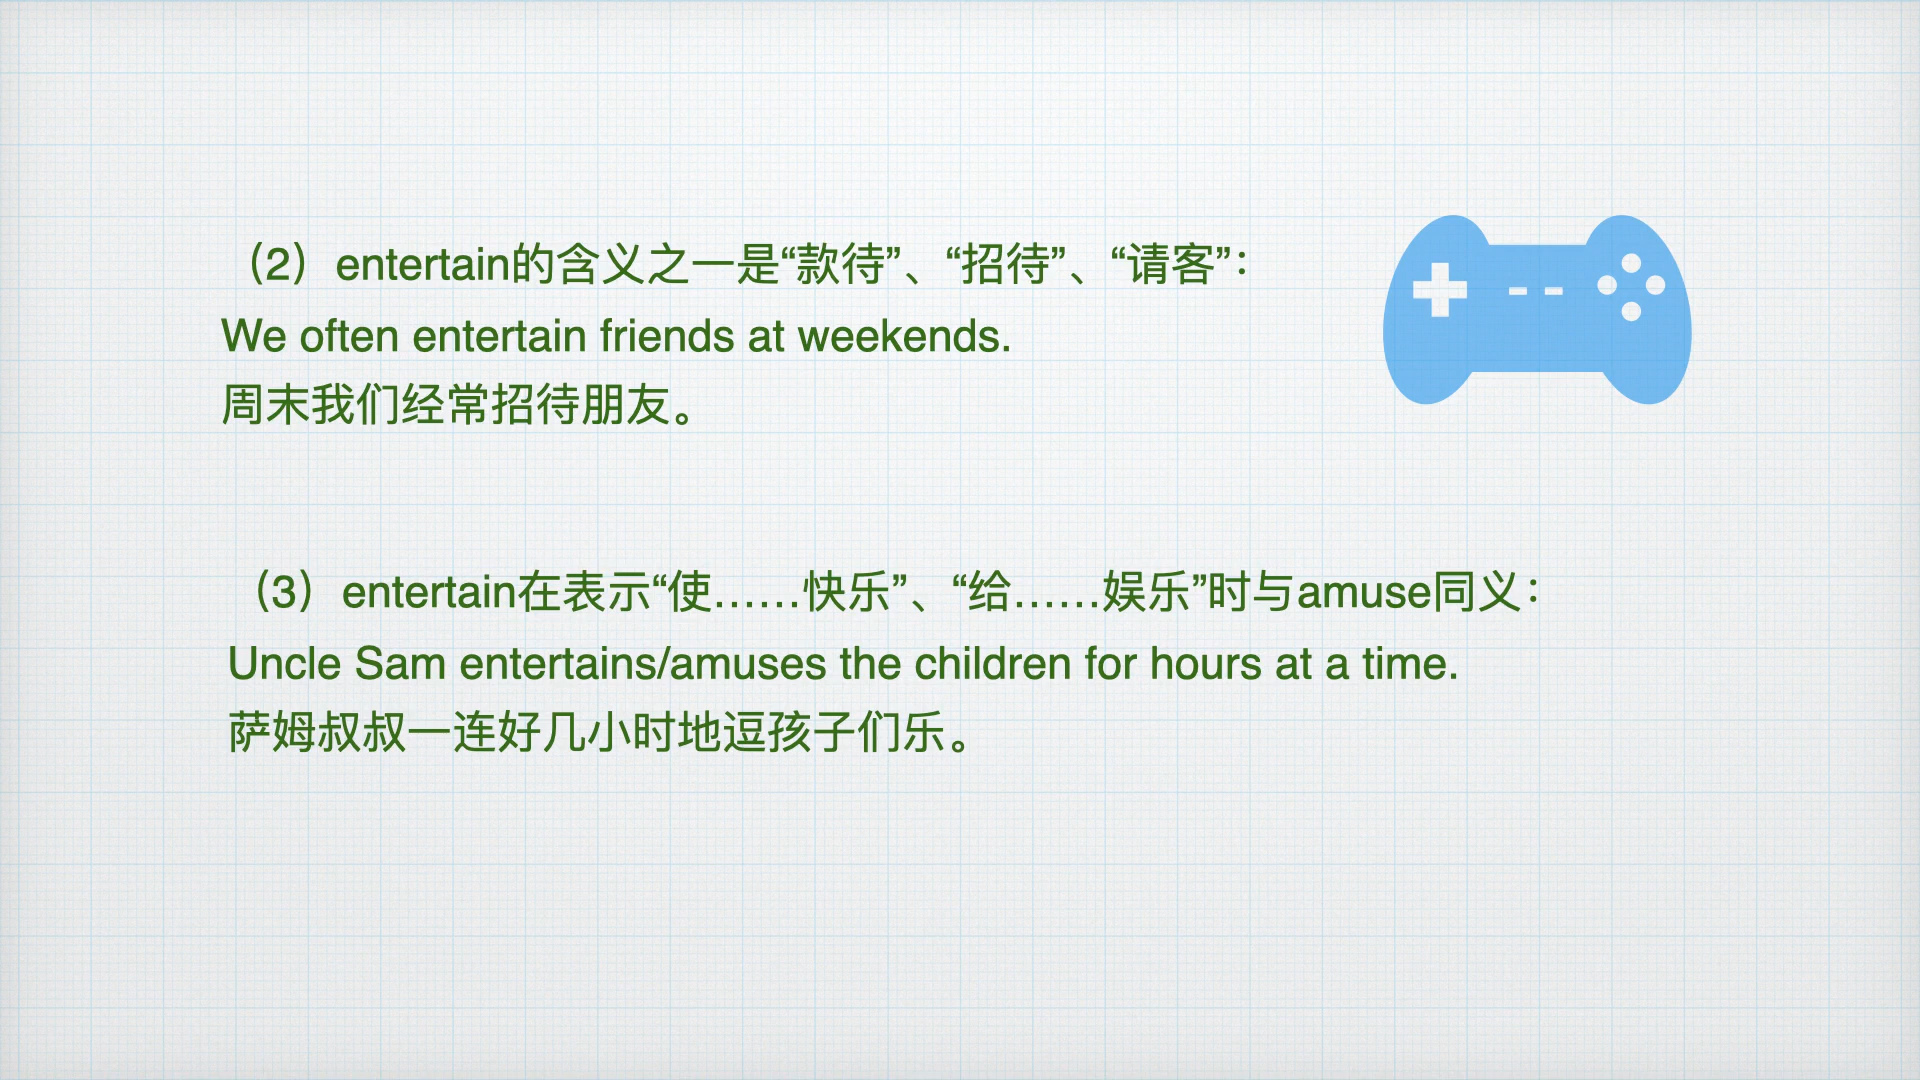 （2）entertain的含义之一是“款待”、“招待”、“请客”：
We often entertain friends at weekends.
周末我们经常招待朋友。
（3）entertain在表示“使……快乐”、“给……娱乐”时与amuse同义：
Uncle Sam entertains/amuses the children for hours at a time.
萨姆叔叔一连好几小时地逗孩子们乐。